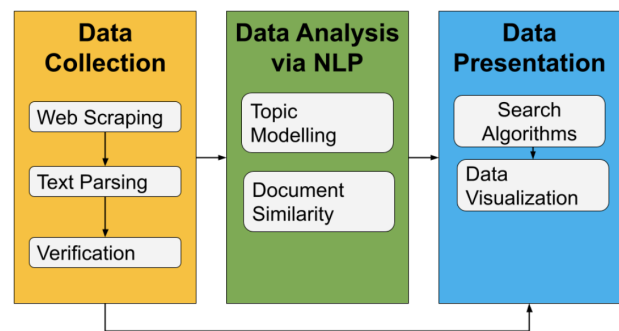 Data
Collection
Web Scraping
Text Parsing
Verification
Data Analysis
via NLP
Topic
Modelling
Document
Similarity
Data
Presentation
Search
Algorithms
Data
Visualization